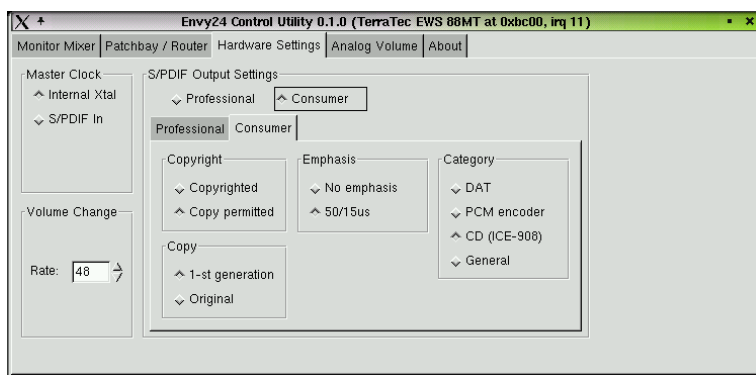 Envy24 Control Utility 0.1.0 (TerraTec EWS 88MT at 0xbc00, irq 11)
Monitor Mixer Patchbay / Router Hardware Settings Analog Volume About
Master Clock
Internal Xtal
S/PDIF In
Volume Change
Rate: 48
S/PDIF Output Settings
Professional Consumer
Professional Consumer
Copyright
Copyrighted
Copy permitted
Copy
1-st generation
Original
Emphasis
No emphasis
50/15us
Category
DAT
PCM encoder
CD (ICE-908)
General